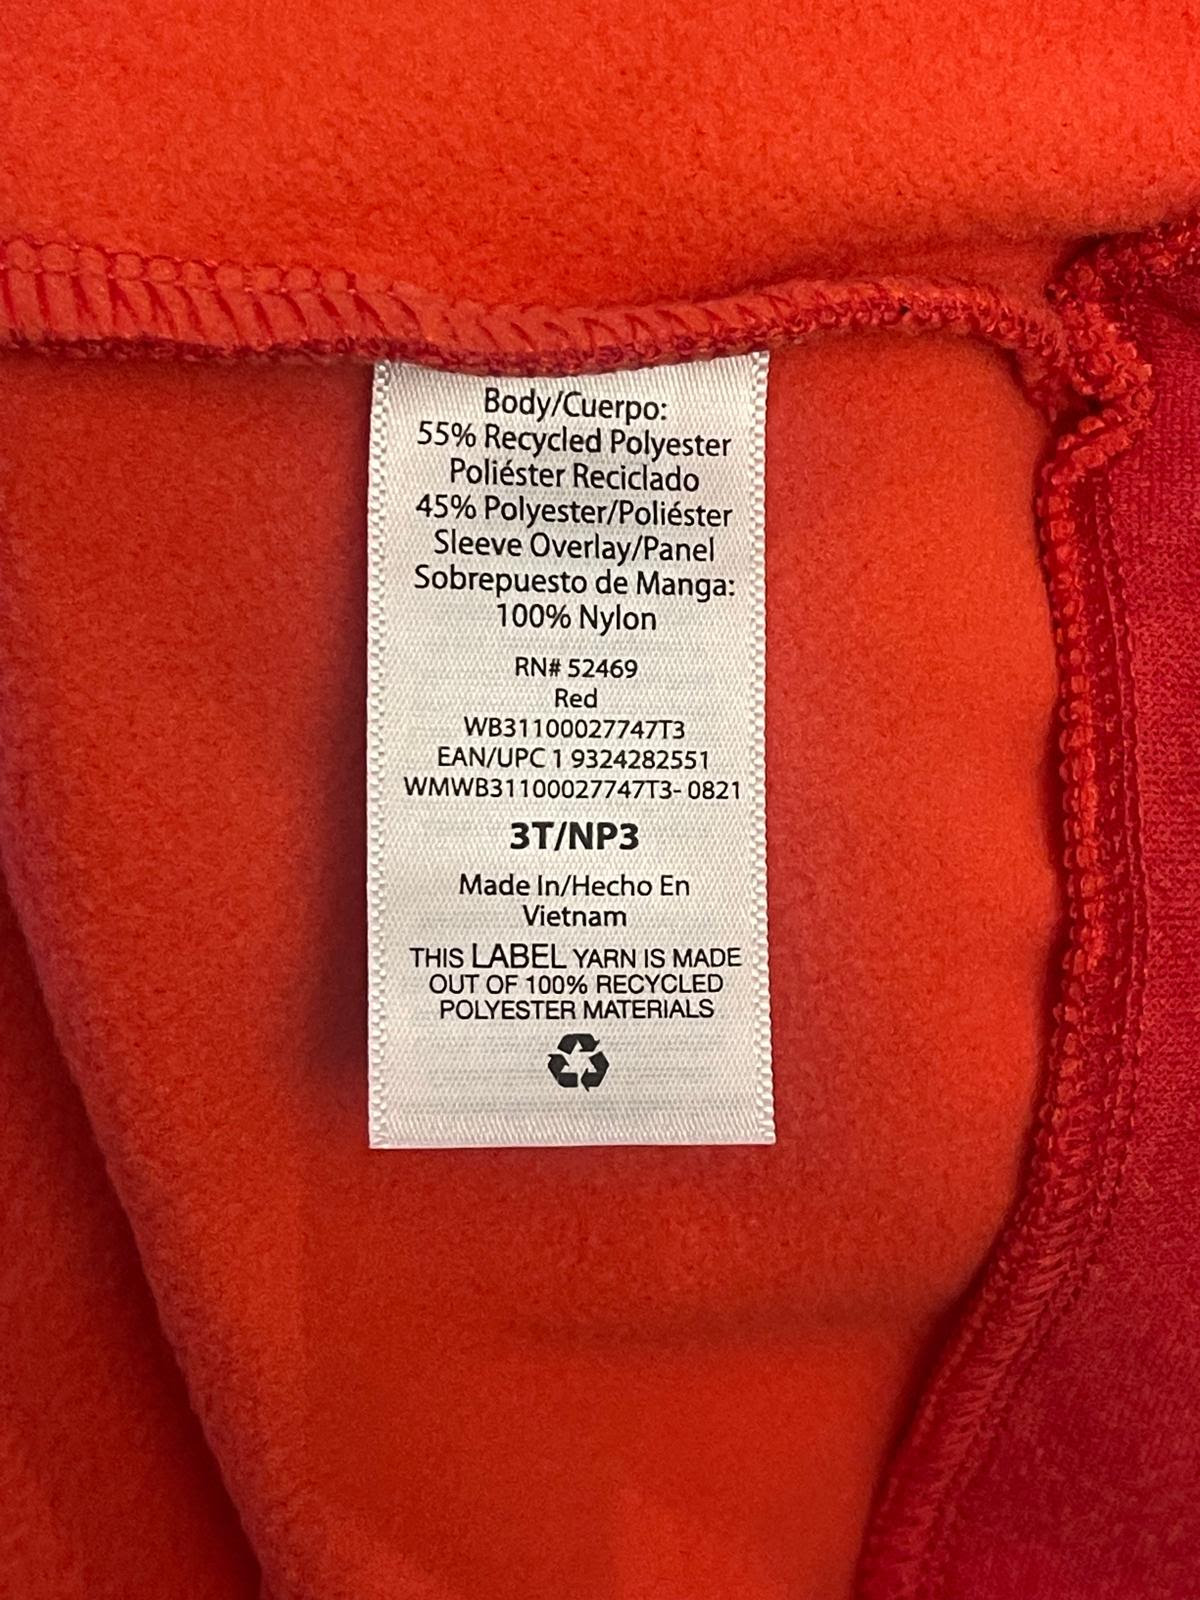 Body/Cuerpo:
55% Recycled Polyester
Poliéster Reciclado
45% Polyester/Poliéster
Sleeve Overlay/Panel
Sobrepuesto de Manga:
100% Nylon
RN# 52469
Red
WB31100027747T3
EAN/UPC 1 9324282551
WMWB31100027747T3- 0821
3T/NP3
Made In/Hecho En
Vietnam
THIS LABEL YARN IS MADE
OUT OF 100% RECYCLED
POLYESTER MATERIALS